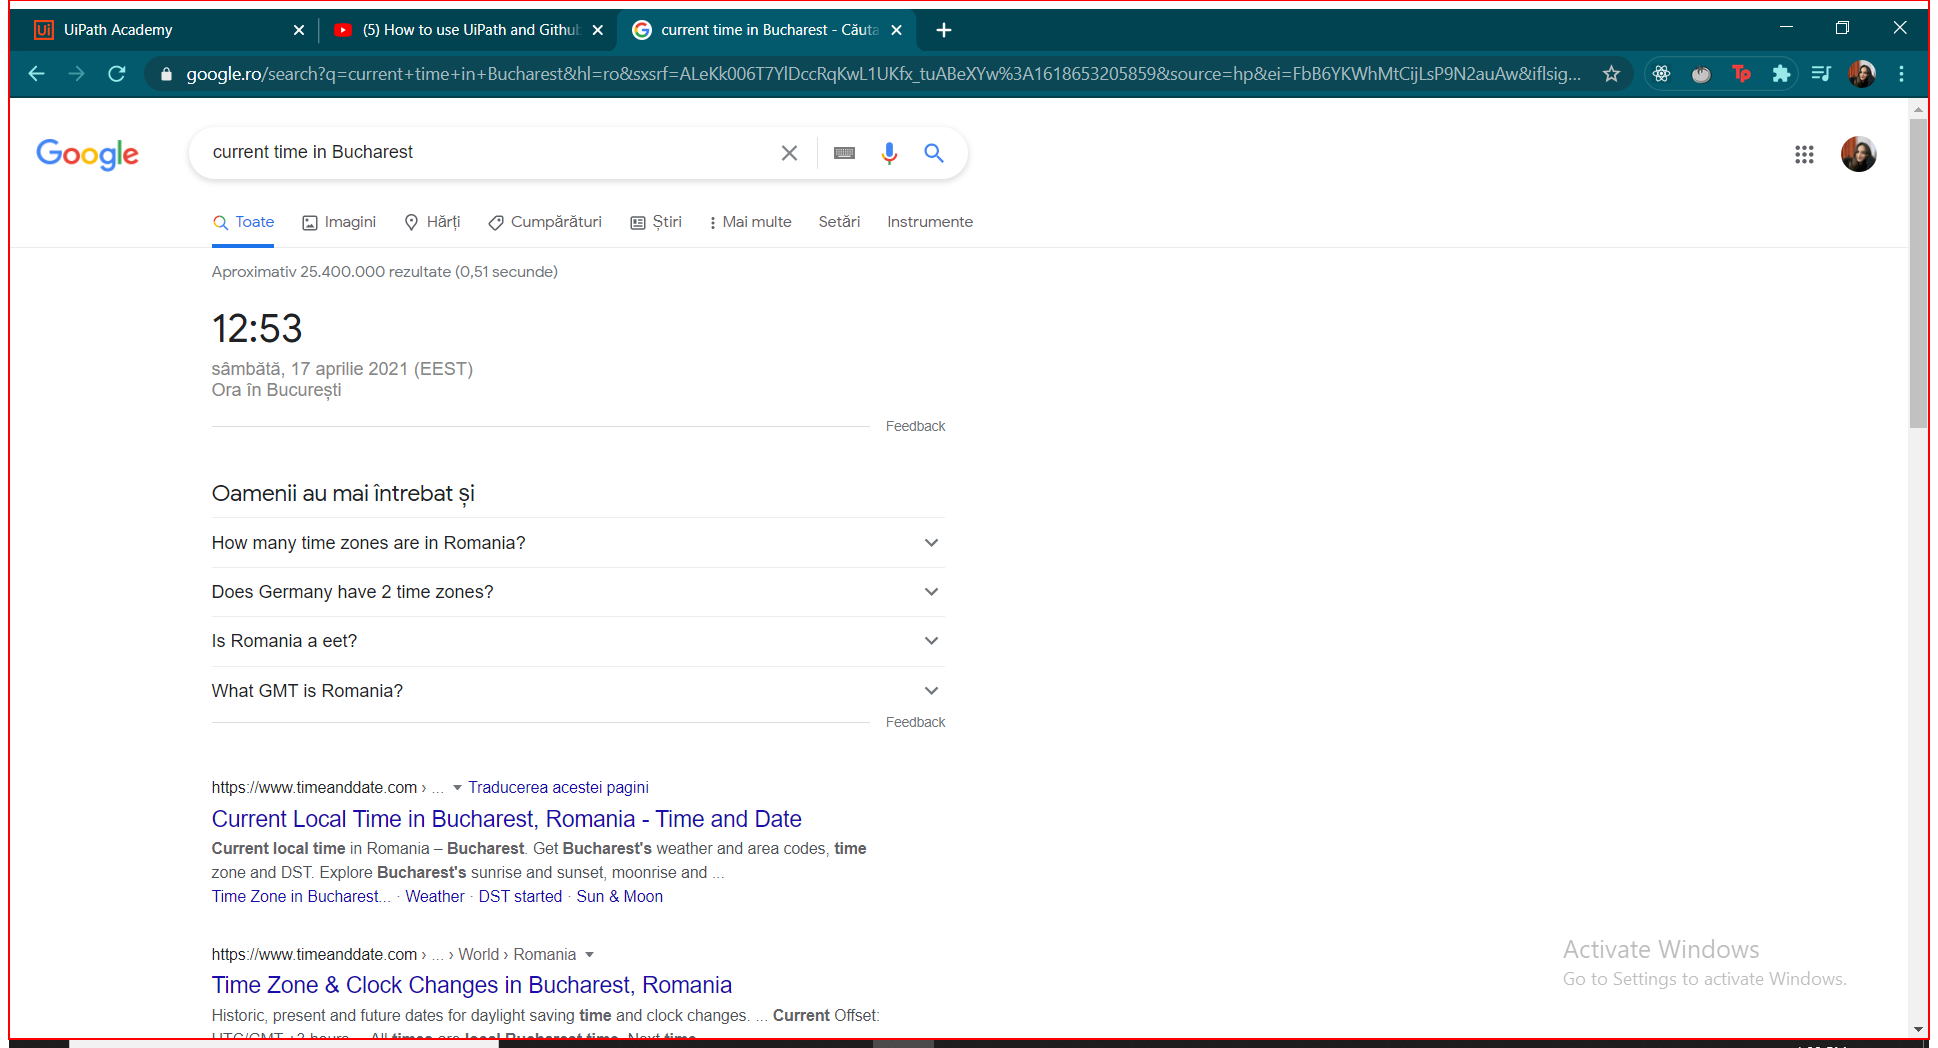 UiPath Academy
(5) How to use UiPath and Github
current time in Bucharest - Căuta
google.ro/search?q=current+time+in+Bucharest&hl=ro&sxsrf=ALeKk006T7YlDccRqKwL1UKfx_tuABeXYw%3A1618653205859&source=hp&ei=FbB6YKWhMtCijLsP9N2auAw&iflsig...
Google
current time in Bucharest
Toate Imagini Hărți Cumpărături Știri Mai multe Setări Instrumente
Aproximativ 25.400.000 rezultate (0,51 secunde)
12:53
sâmbătă, 17 aprilie 2021 (EEST)
Ora în București
Feedback
Oamenii au mai întrebat și
How many time zones are in Romania?
Does Germany have 2 time zones?
Is Romania a eet?
What GMT is Romania?
Feedback
https://www.timeanddate.com › ... Traducerea acestei pagini
Current Local Time in Bucharest, Romania - Time and Date
Current local time in Romania – Bucharest. Get Bucharest's weather and area codes, time
zone and DST. Explore Bucharest's sunrise and sunset, moonrise and ...
Time Zone in Bucharest... · Weather · DST started · Sun & Moon
https://www.timeanddate.com › ... › World › Romania
Time Zone & Clock Changes in Bucharest, Romania
Historic, present and future dates for daylight saving time and clock changes. ... Current Offset:
Activate Windows
Go to Settings to activate Windows.